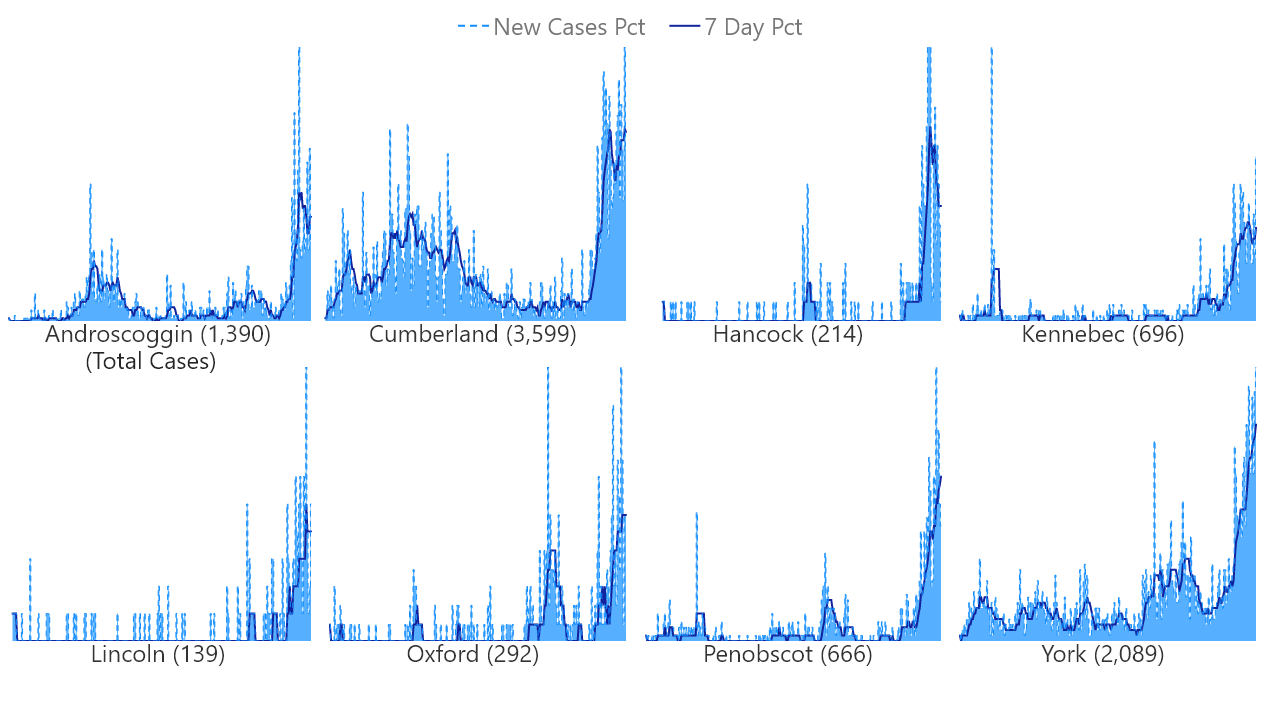 New Cases Pct 7 Day Pct
Androscoggin (1,390)
(Total Cases)
Cumberland (3,599)
Hancock (214)
Kennebec (696)
Lincoln (139)
Oxford (292)
Penobscot (666)
York (2,089)